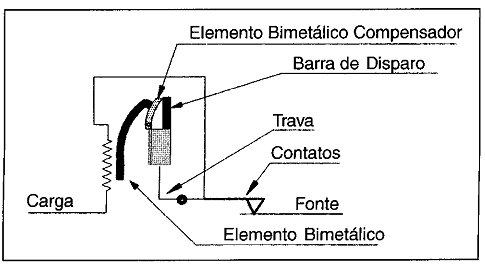 Elemento Bimetálico Compensador
Barra de Disparo
Trava
Contatos
Carga
Fonte
Elemento Bimetálico